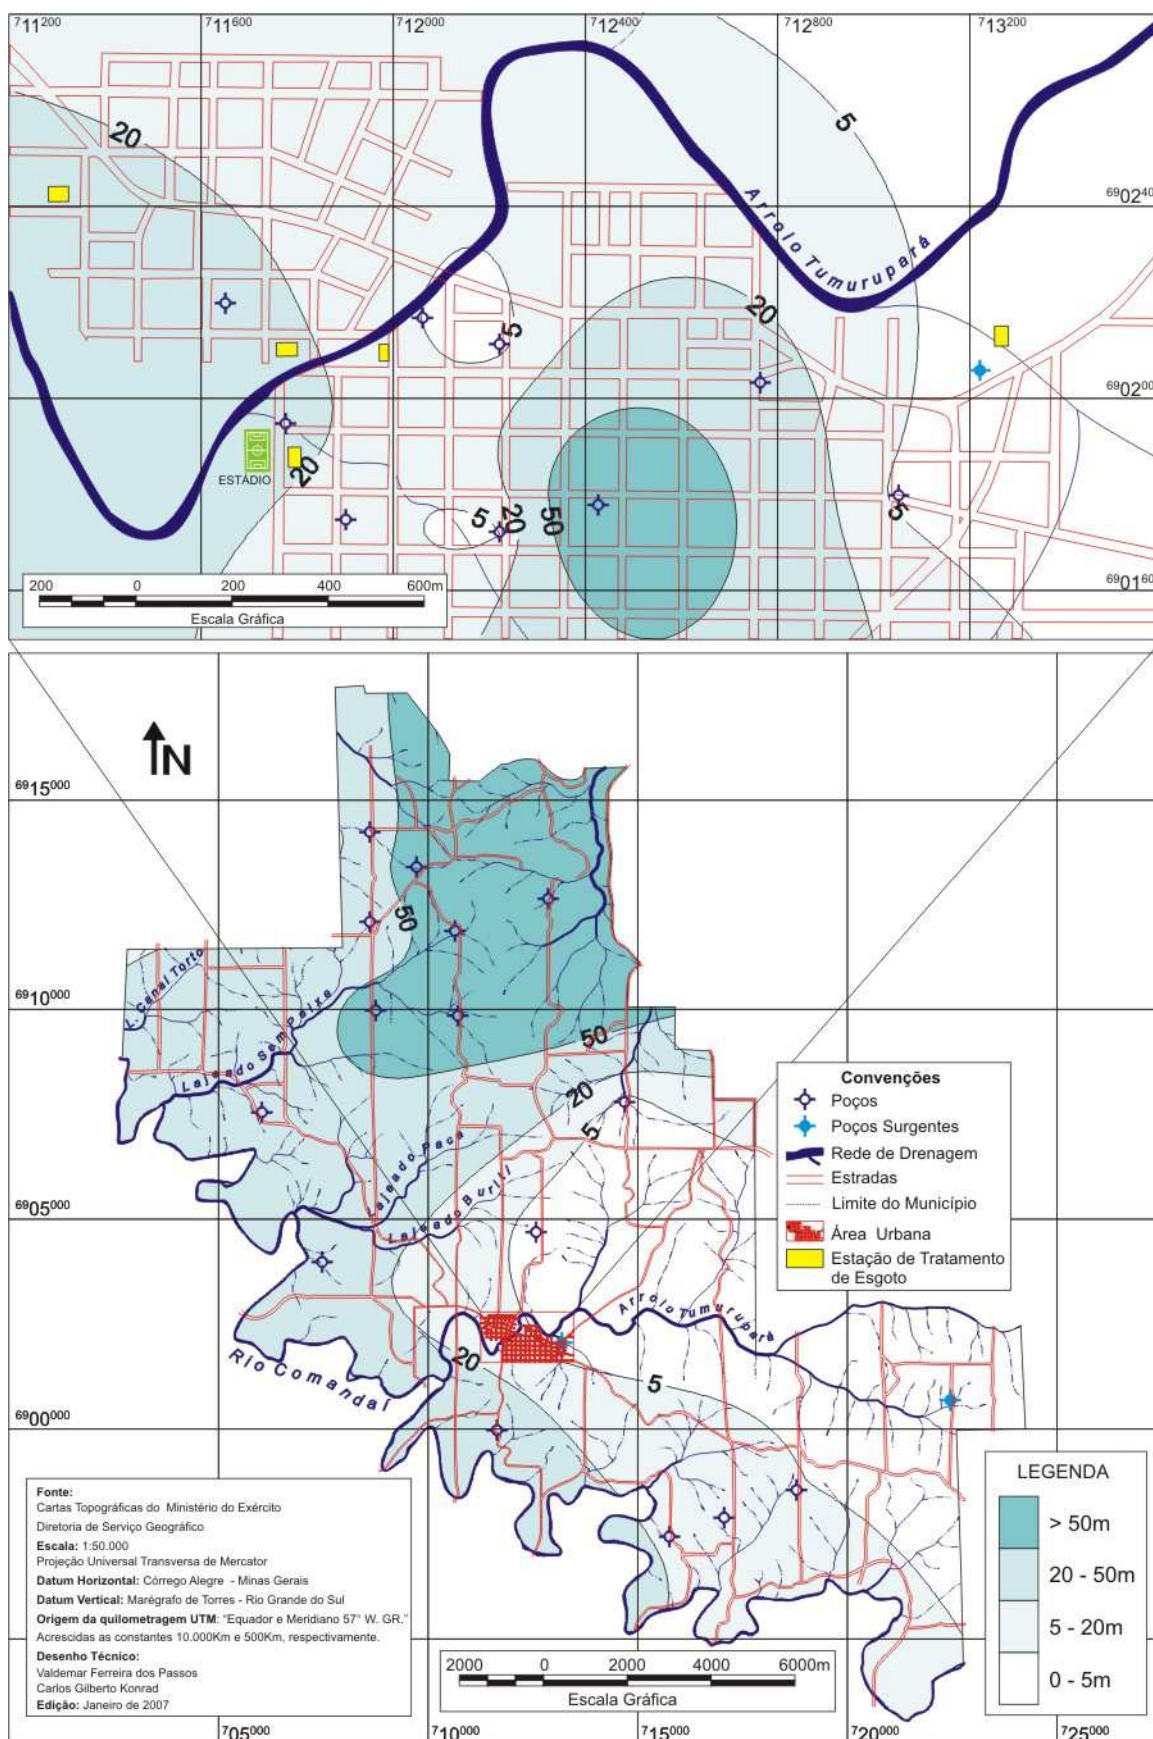 711200
711600
712000
712400
712800
713200
20
5
Arroio Tumurupará
690240
5
20
690200
ESTÁDIO
20
5
20
50
5
690160
200 0 200 400 600m
Escala Gráfica
N
6915000
50
L. Canal Torto
Lajeado Sem Peixe
6910000
50
20
5
Lajeado Paca
Lajeado Buriti
6905000
Convenções
Poços
Poços Surgentes
Rede de Drenagem
Estradas
Limite do Município
Área Urbana
Estação de Tratamento
de Esgoto
Arroio Tumurupará
Rio Comandaí
20
5
6900000
Fonte:
Cartas Topográficas do Ministério do Exército
Diretoria de Serviço Geográfico
Escala: 1:50.000
Projeção Universal Transversa de Mercator
Datum Horizontal: Córrego Alegre - Minas Gerais
Datum Vertical: Marégrafo de Torres - Rio Grande do Sul
Origem da quilometragem UTM: "Equador e Meridiano 57° W. GR."
Acrescidas as constantes 10.000Km e 500Km, respectivamente.
Desenho Técnico:
Valdemar Ferreira dos Passos
Carlos Gilberto Konrad
Edição: Janeiro de 2007
2000 0 2000 4000 6000m
Escala Gráfica
LEGENDA
> 50m
20 - 50m
5 - 20m
0 - 5m
705000
710000
715000
720000
725000